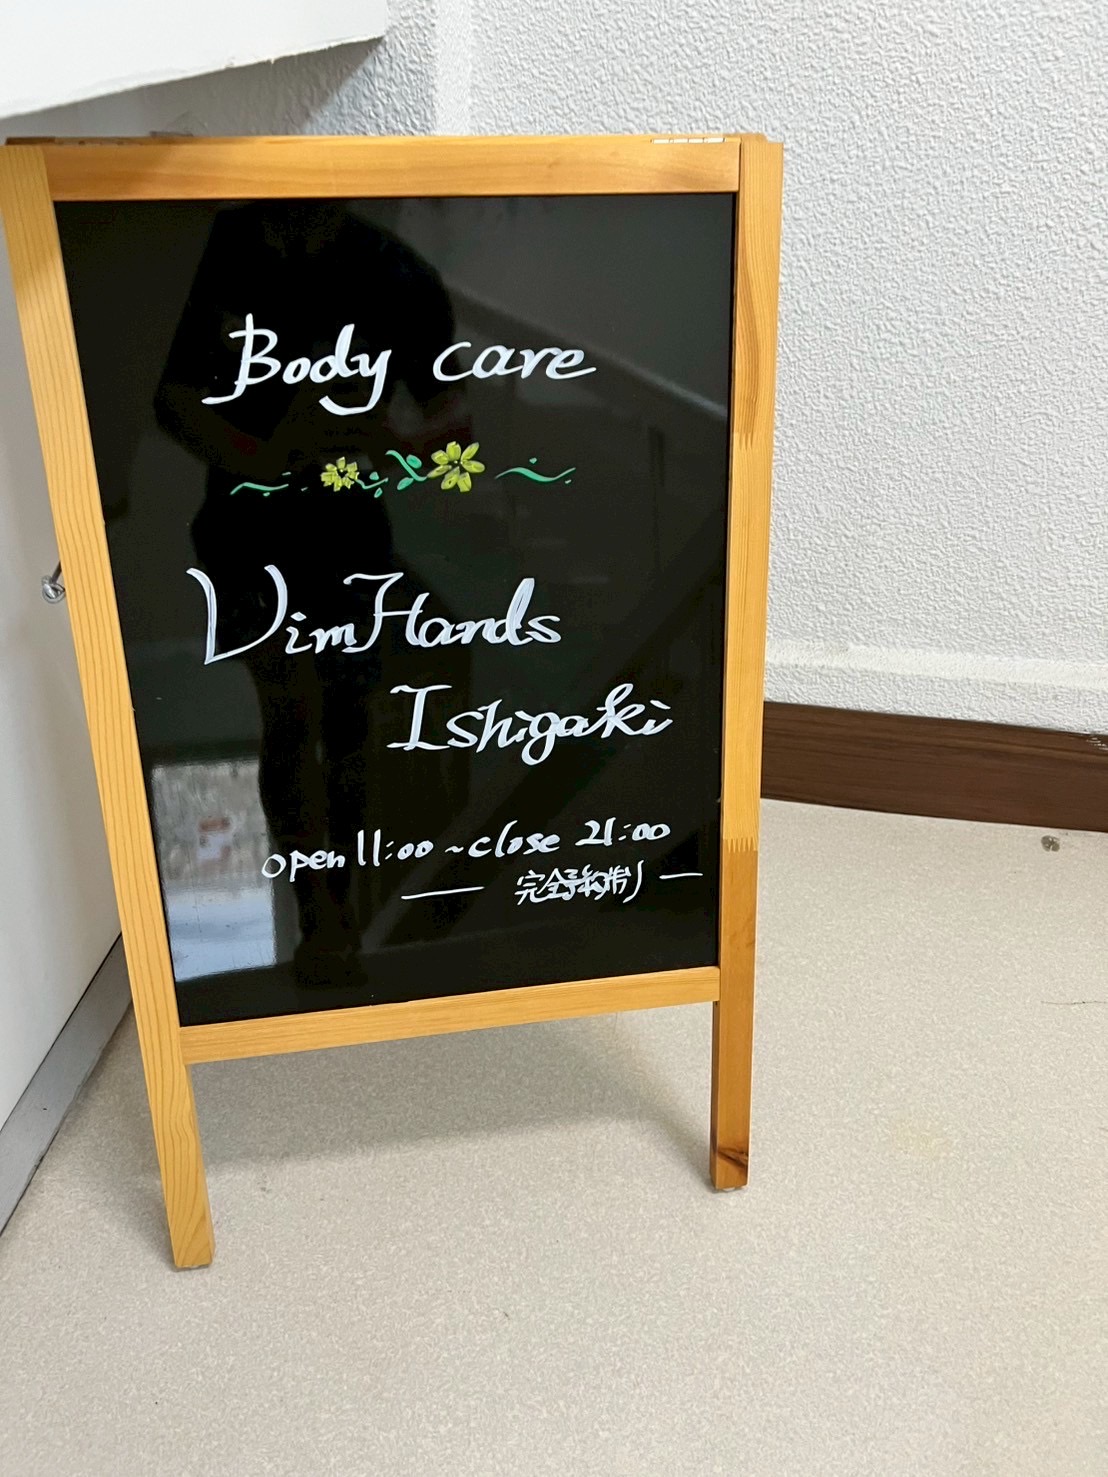 Body care
VimHands
Ishigaki
open 11:00 ~close 21:00
— 完全予約制 —